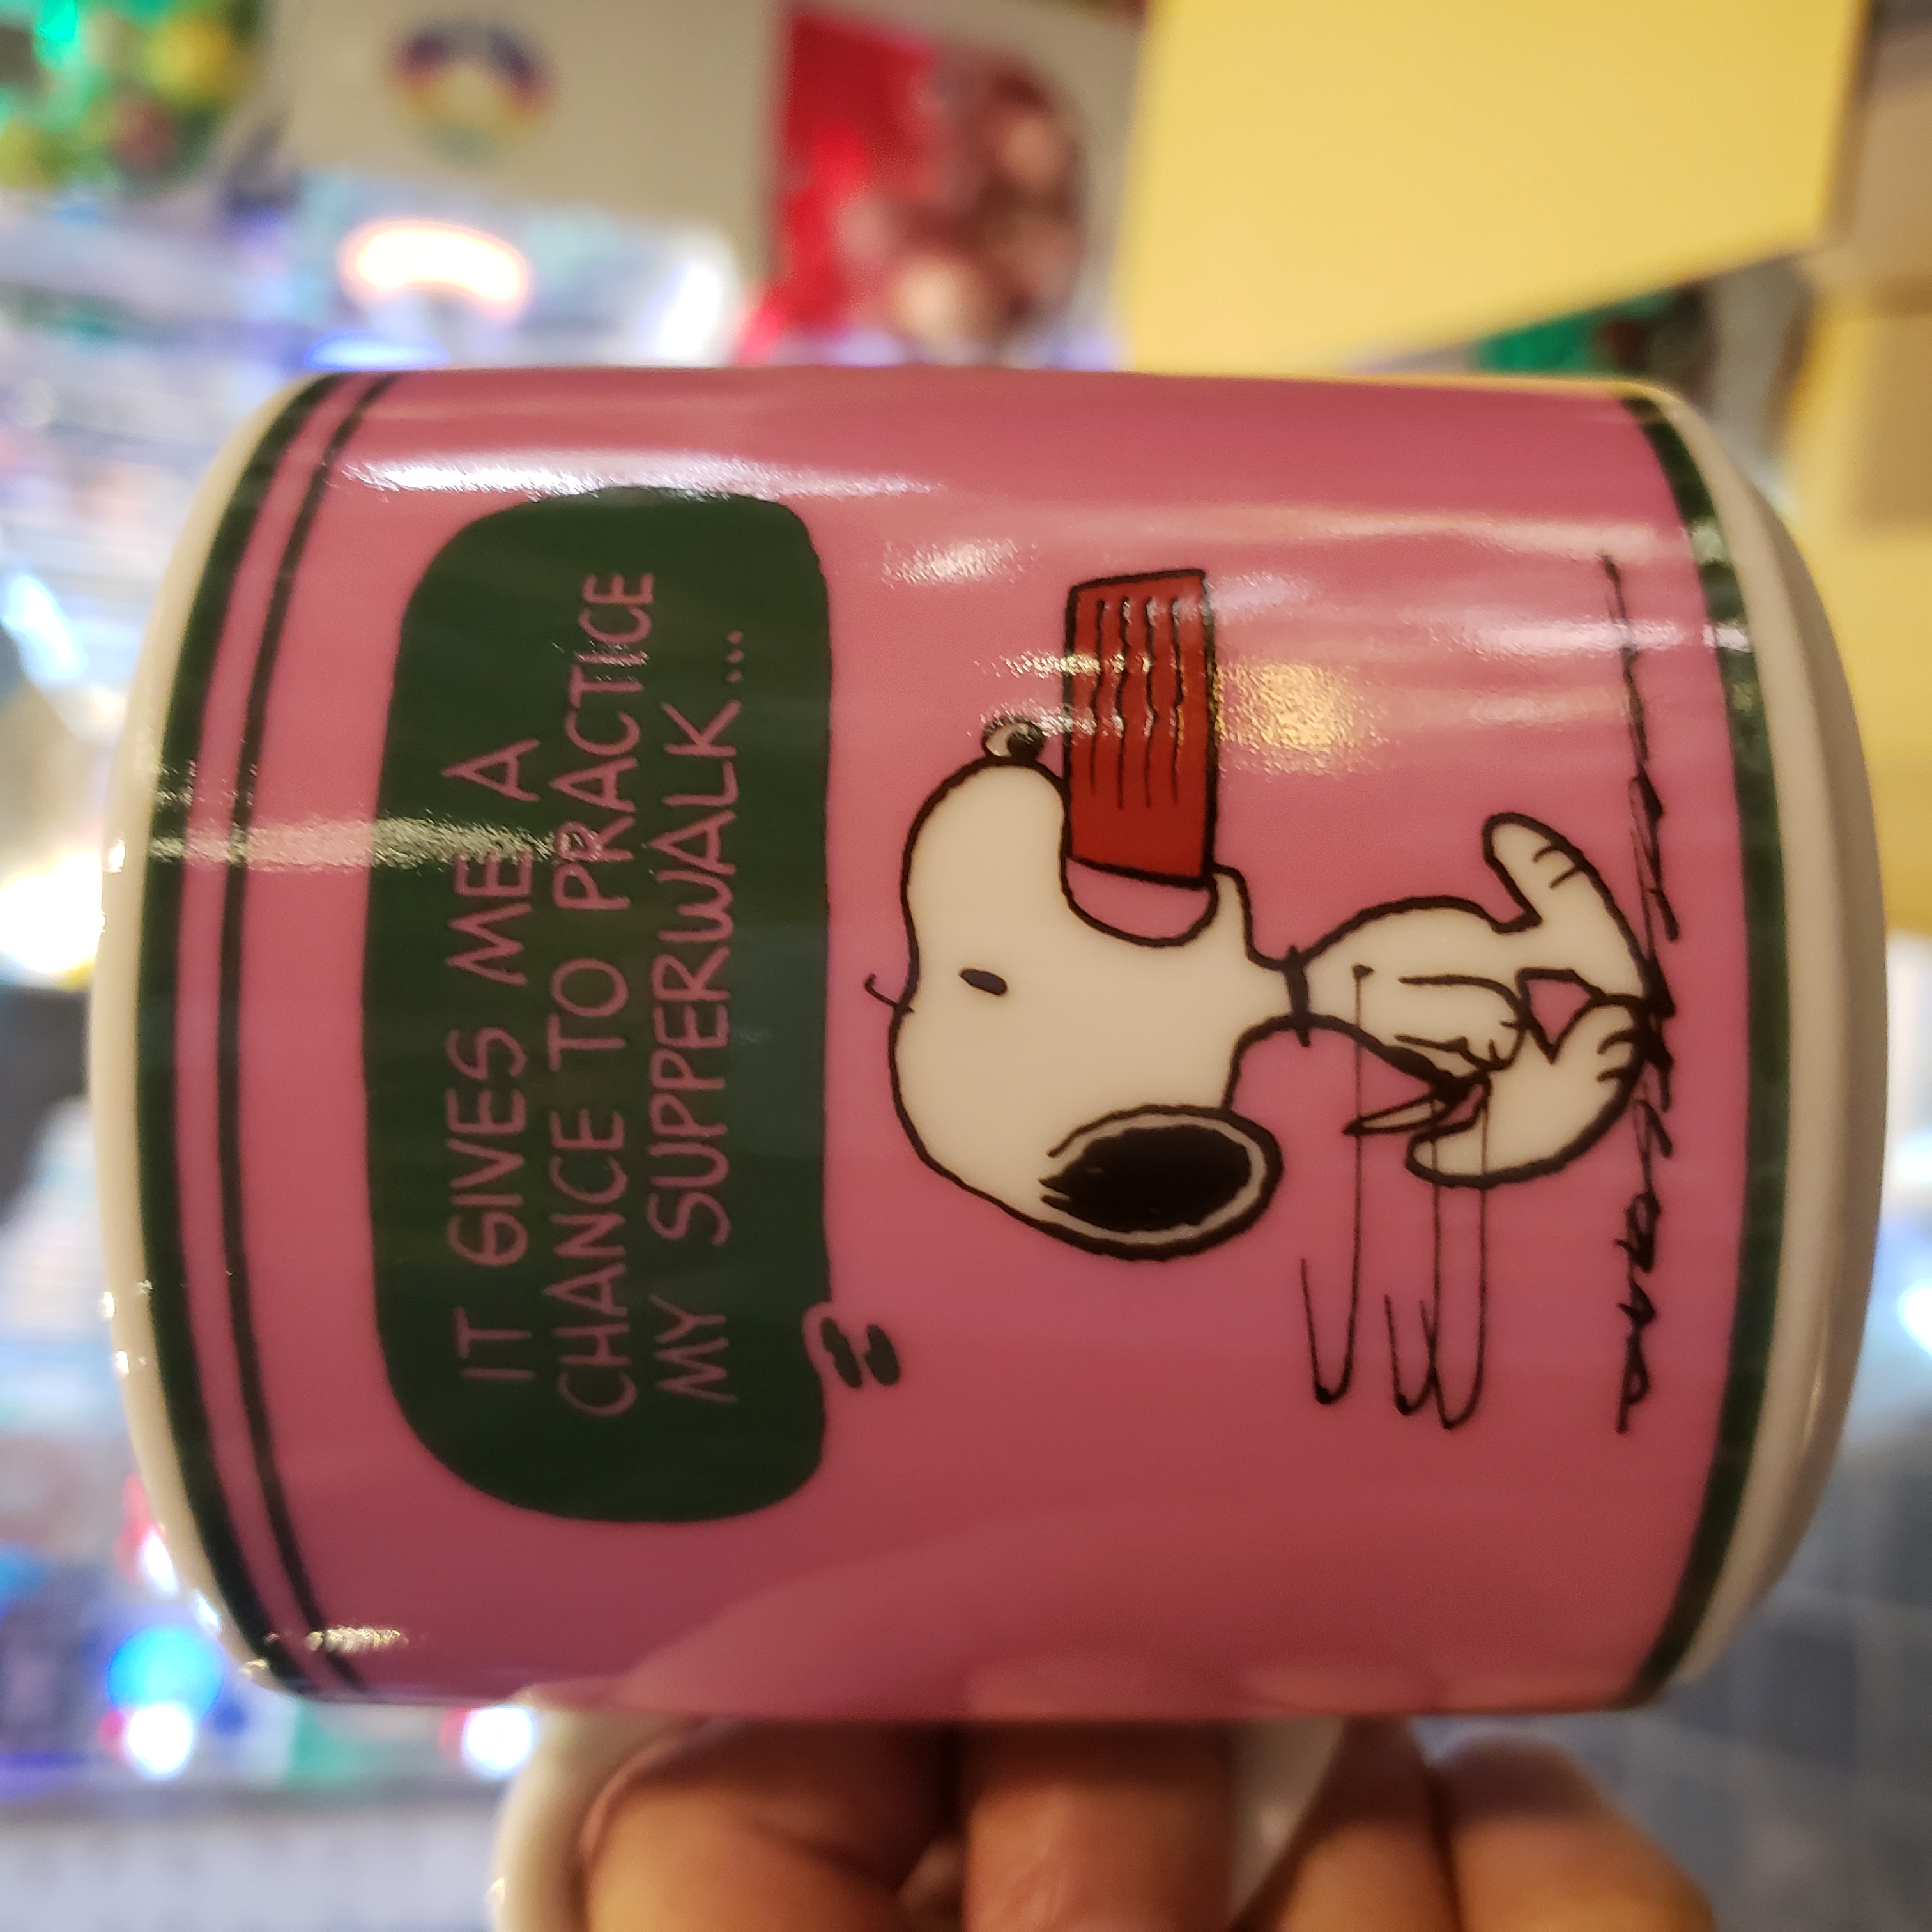 IT GIVES ME A
CHANCE TO PRACTICE
MY SUPPERWALK...